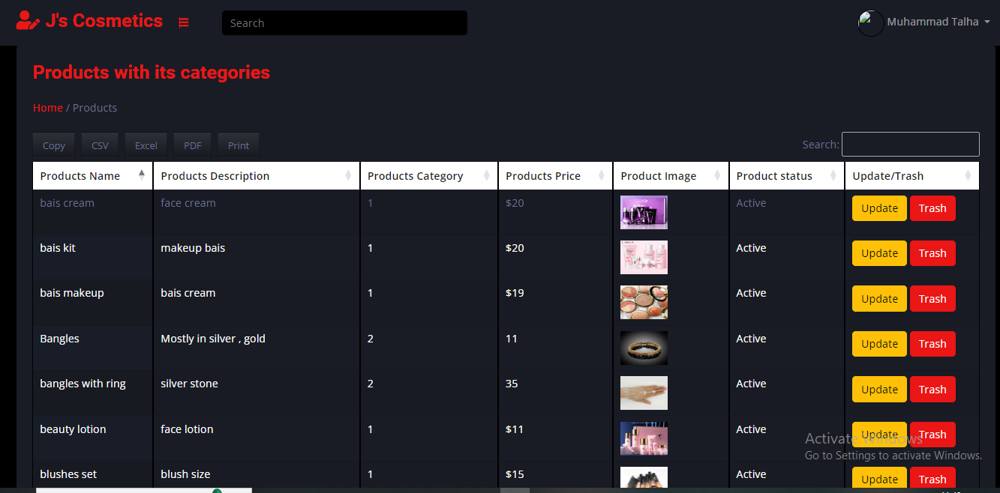 J's Cosmetics Search Muhammad Talha
Products with its categories
Home / Products
Copy CSV Excel PDF Print Search:
Products Name Products Description Products Category Products Price Product Image Product status Update/Trash
bais cream face cream 1 $20 Active Update Trash
bais kit makeup bais 1 $20 Active Update Trash
bais makeup bais cream 1 $19 Active Update Trash
Bangles Mostly in silver , gold 2 11 Active Update Trash
bangles with ring silver stone 2 35 Active Update Trash
beauty lotion face lotion 1 $11 Active Update Trash
Activate Windows
Go to Settings to activate Windows.
blushes set blush size 1 $15 Active Update Trash